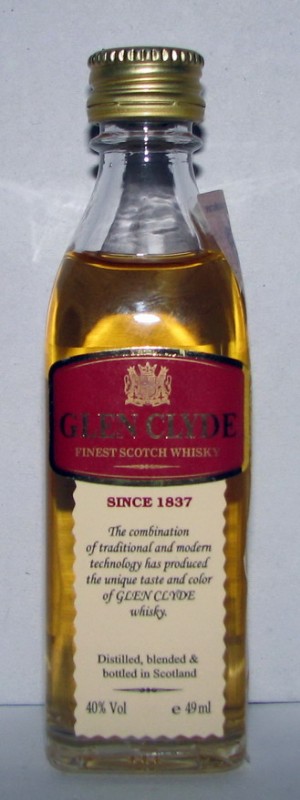 GLEN CLYDE
FINEST SCOTCH WHISKY
SINCE 1837
The combination
of traditional and modern
technology has produced
the unique taste and color
of GLEN CLYDE
whisky.
Distilled, blended &
bottled in Scotland
40% Vol ℮ 49ml